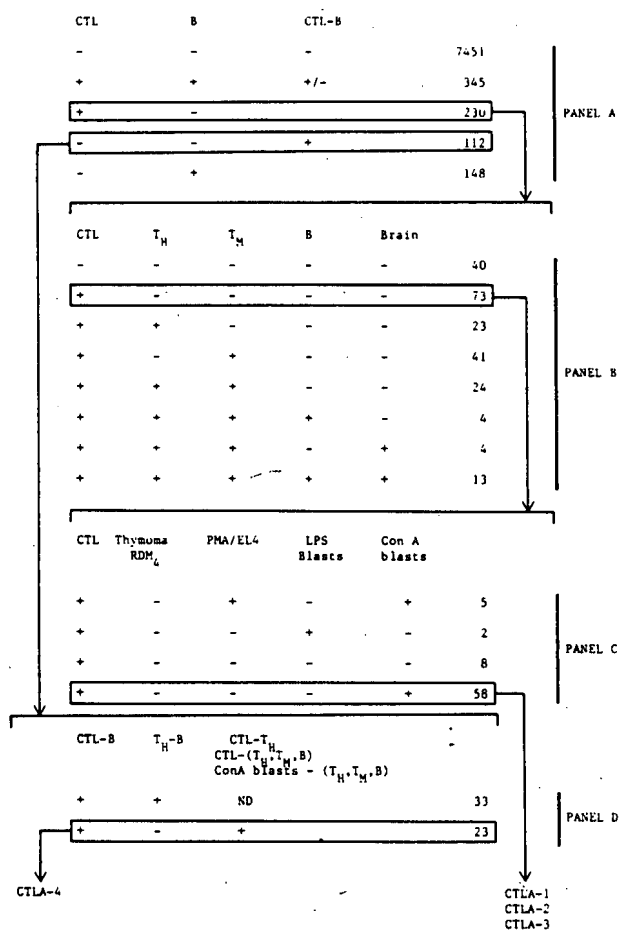 CTL B CTL-B
- - - 7451
+ + +/- 345
+ - 230
- - + 112
- + 148
PANEL A
CTL T_H T_M B Brain
- - - - - 40
+ - - - - 73
+ + - - - 23
+ - + - - 41
+ + + - - 24
+ + + + - 4
+ + + - + 4
+ + + + + 13
PANEL B
CTL Thymoma PMA/EL4 LPS Con A
RDM_4 Blasts blasts
+ - + - + 5
+ - - + - 2
+ - - - - 8
+ - - - + 58
PANEL C
CTL-B T_H-B CTL-T_H
CTL-(T_H,T_M,B)
ConA blasts - (T_H,T_M,B)
+ + ND 33
+ - + 23
PANEL D
CTLA-4
CTLA-1
CTLA-2
CTLA-3